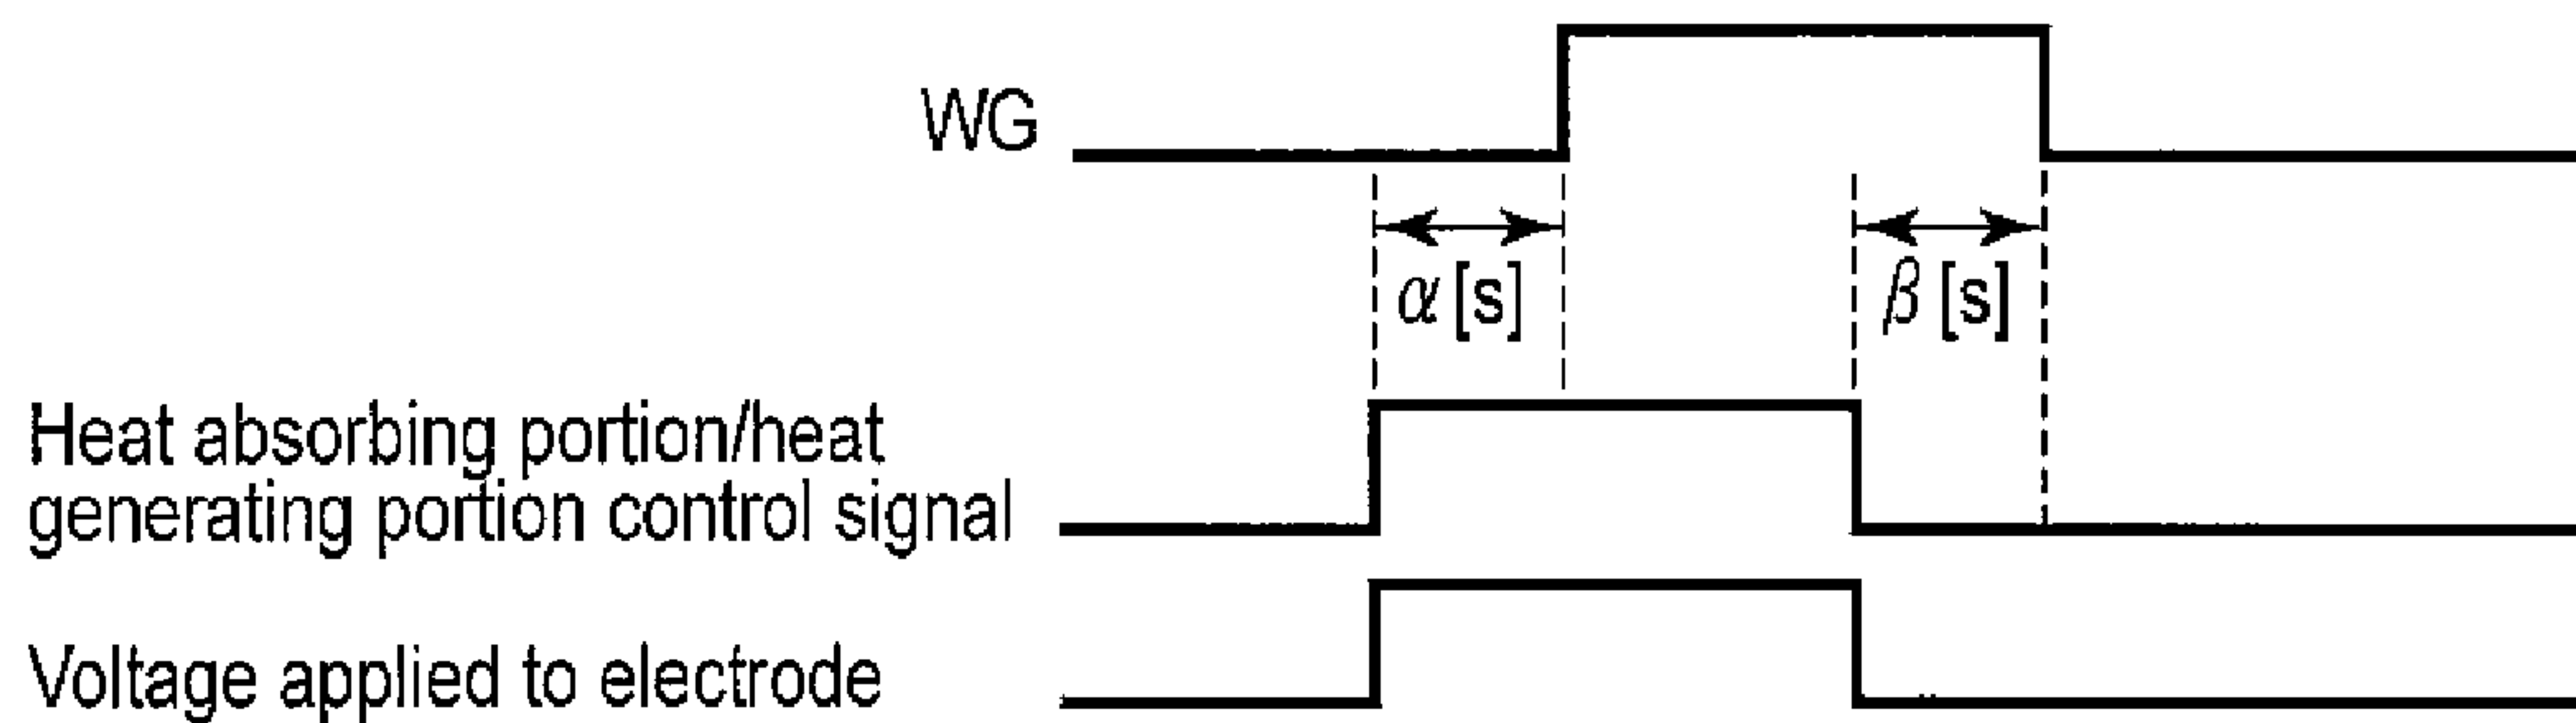 WG
α [s]
β [s]
Heat absorbing portion/heat
generating portion control signal
Voltage applied to electrode